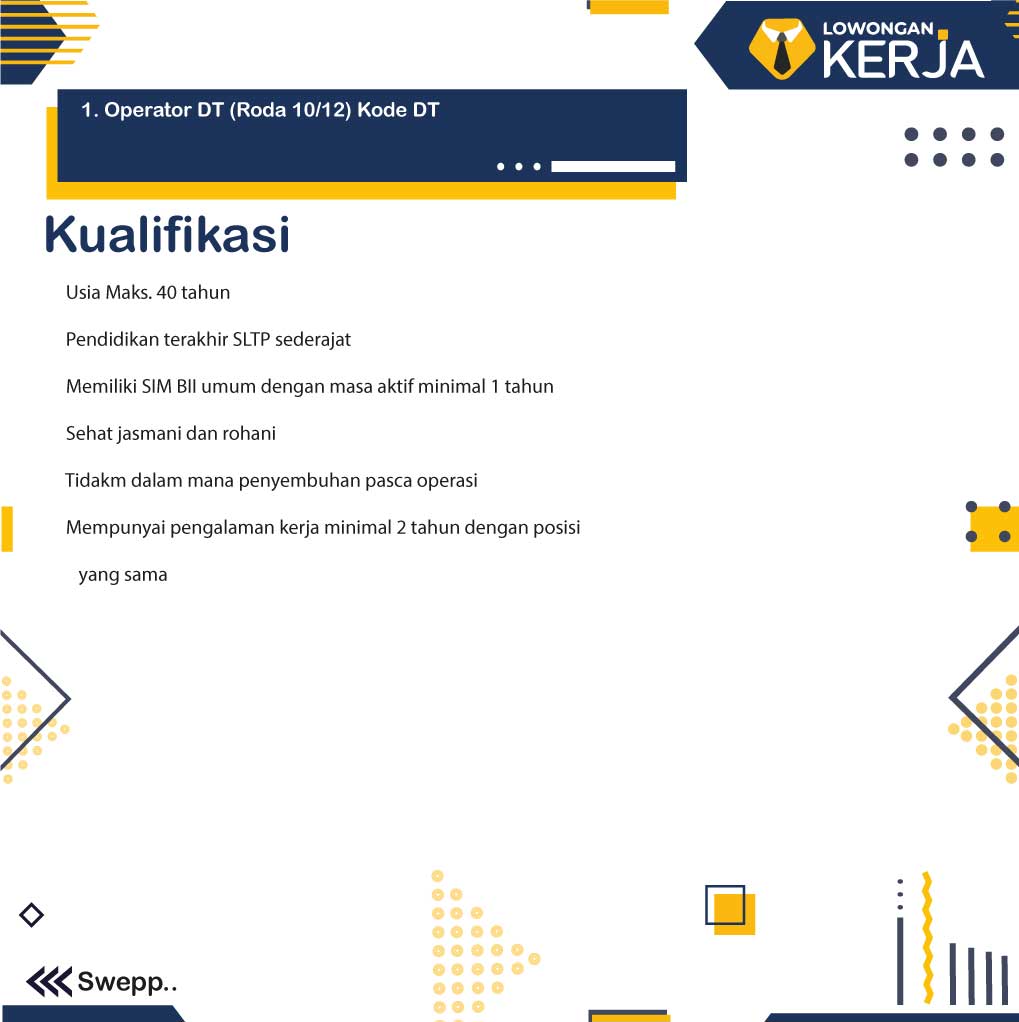 LOWONGAN
KERJA
1. Operator DT (Roda 10/12) Kode DT
Kualifikasi
Usia Maks. 40 tahun
Pendidikan terakhir SLTP sederajat
Memiliki SIM BII umum dengan masa aktif minimal 1 tahun
Sehat jasmani dan rohani
Tidakm dalam mana penyembuhan pasca operasi
Mempunyai pengalaman kerja minimal 2 tahun dengan posisi
yang sama
Swepp..